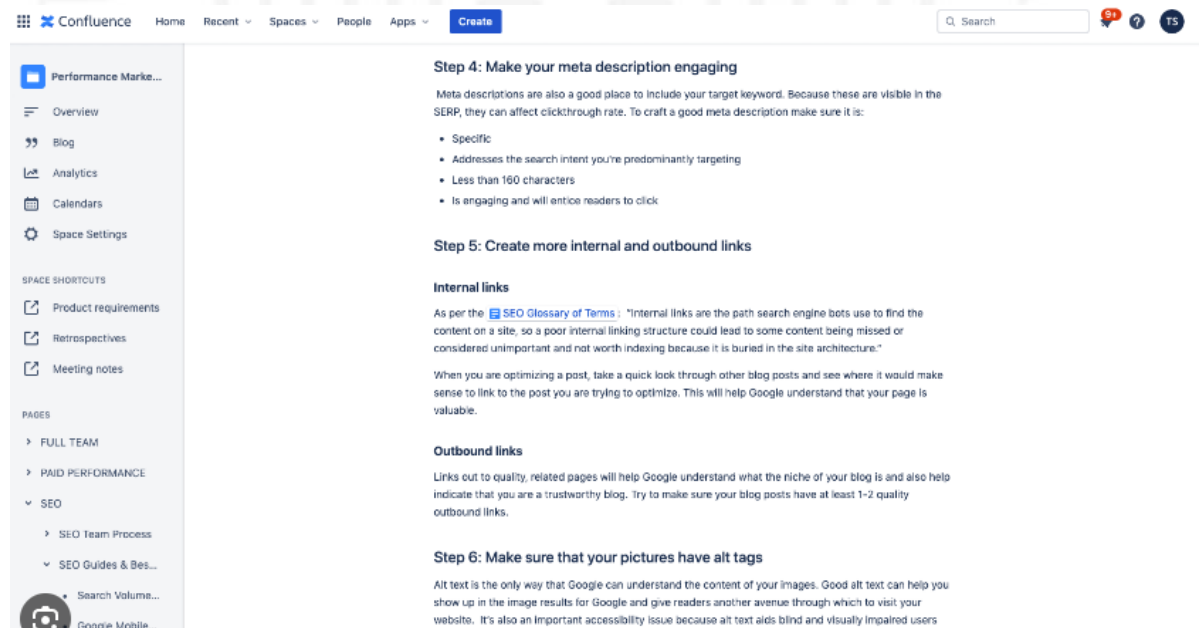 Confluence Home Recent Spaces People Apps Create Search 9+ TS
Performance Marke...
Overview
Blog
Analytics
Calendars
Space Settings
SPACE SHORTCUTS
Product requirements
Retrospectives
Meeting notes
PAGES
FULL TEAM
PAID PERFORMANCE
SEO
SEO Team Process
SEO Guides & Bes...
Search Volume...
Google Mobile...
Step 4: Make your meta description engaging
Meta descriptions are also a good place to include your target keyword. Because these are visible in the
SERP, they can affect clickthrough rate. To craft a good meta description make sure it is:
• Specific
• Addresses the search intent you're predominantly targeting
• Less than 160 characters
• Is engaging and will entice readers to click
Step 5: Create more internal and outbound links
Internal links
As per the SEO Glossary of Terms : "Internal links are the path search engine bots use to find the
content on a site, so a poor internal linking structure could lead to some content being missed or
considered unimportant and not worth indexing because it is buried in the site architecture."
When you are optimizing a post, take a quick look through other blog posts and see where it would make
sense to link to the post you are trying to optimize. This will help Google understand that your page is
valuable.
Outbound links
Links out to quality, related pages will help Google understand what the niche of your blog is and also help
indicate that you are a trustworthy blog. Try to make sure your blog posts have at least 1-2 quality
outbound links.
Step 6: Make sure that your pictures have alt tags
Alt text is the only way that Google can understand the content of your images. Good alt text can help you
show up in the image results for Google and give readers another avenue through which to visit your
website. It's also an important accessibility issue because alt text aids blind and visually impaired users